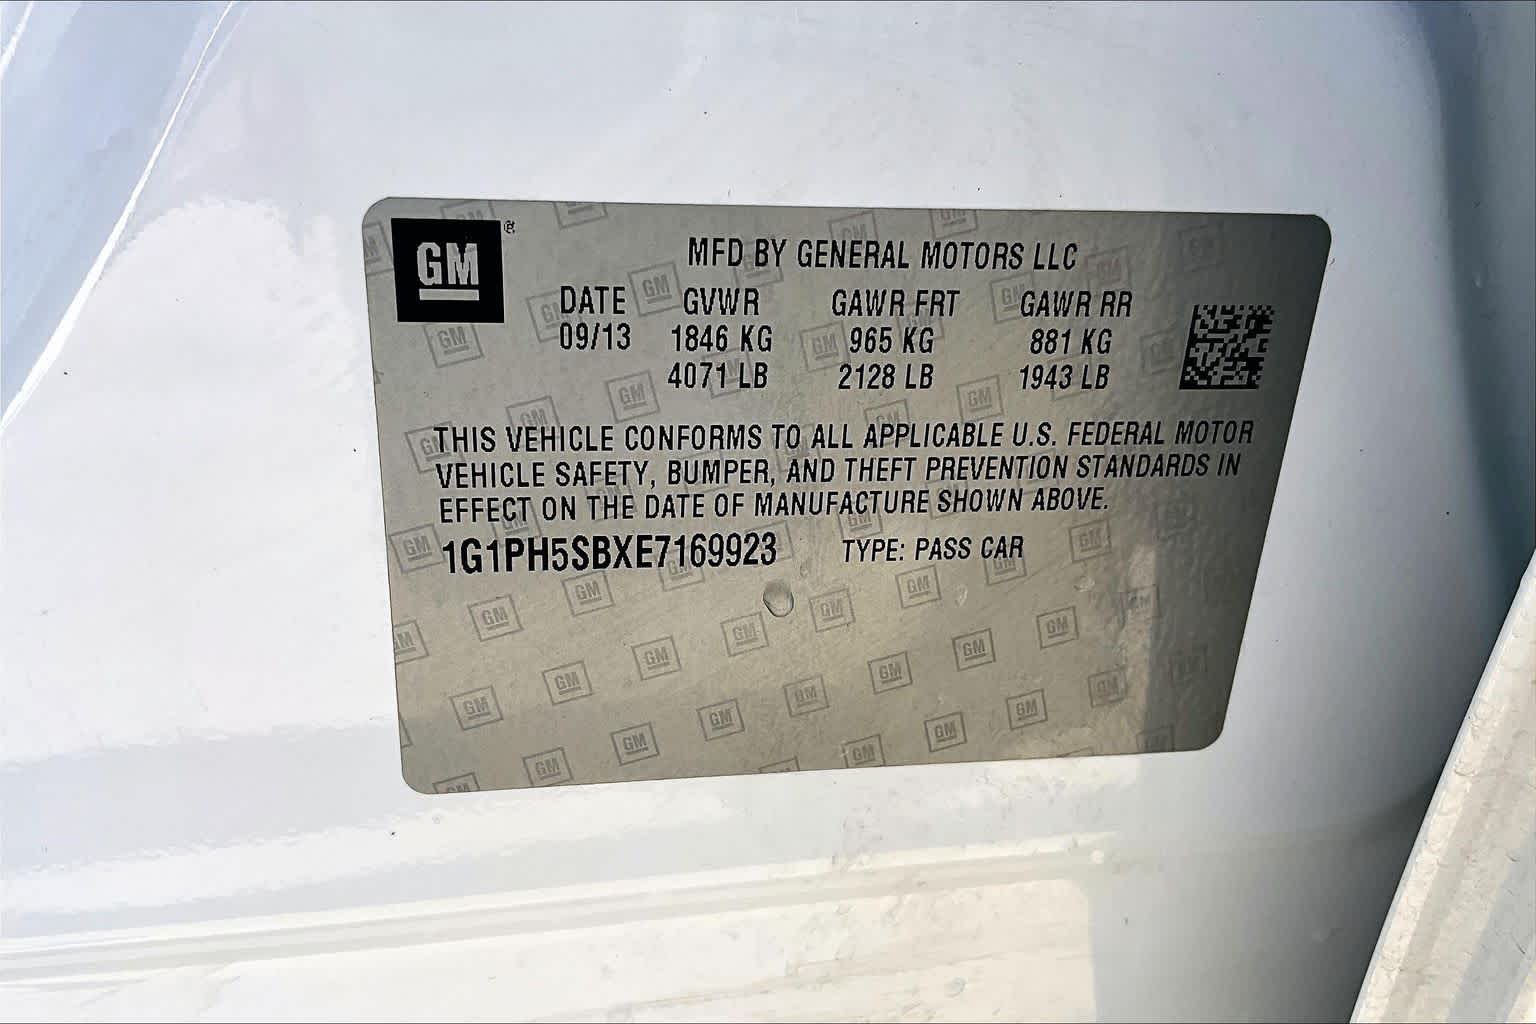 GM ®
MFD BY GENERAL MOTORS LLC
DATE GVWR GAWR FRT GAWR RR
09/13 1846 KG 965 KG 881 KG
4071 LB 2128 LB 1943 LB
THIS VEHICLE CONFORMS TO ALL APPLICABLE U.S. FEDERAL MOTOR
VEHICLE SAFETY, BUMPER, AND THEFT PREVENTION STANDARDS IN
EFFECT ON THE DATE OF MANUFACTURE SHOWN ABOVE.
1G1PH5SBXE7169923 TYPE: PASS CAR